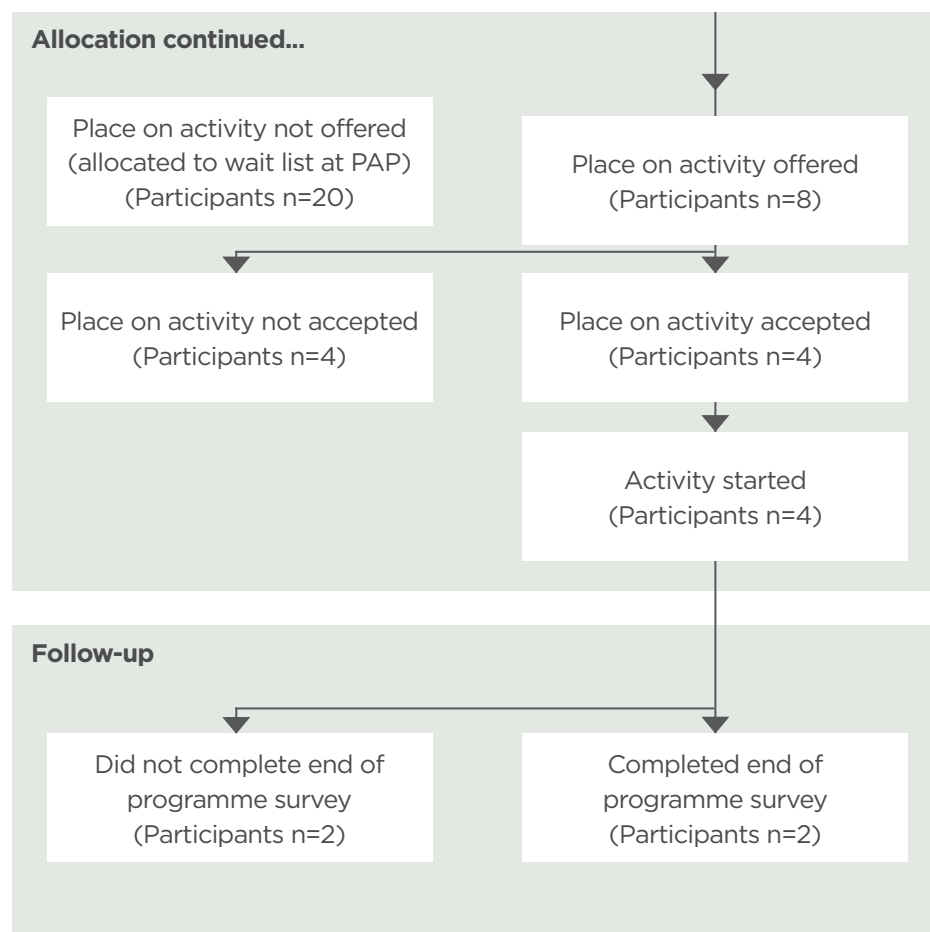 Allocation continued...
Place on activity not offered
(allocated to wait list at PAP)
(Participants n=20)
Place on activity offered
(Participants n=8)
Place on activity not accepted
(Participants n=4)
Place on activity accepted
(Participants n=4)
Activity started
(Participants n=4)
Follow-up
Did not complete end of
programme survey
(Participants n=2)
Completed end of
programme survey
(Participants n=2)